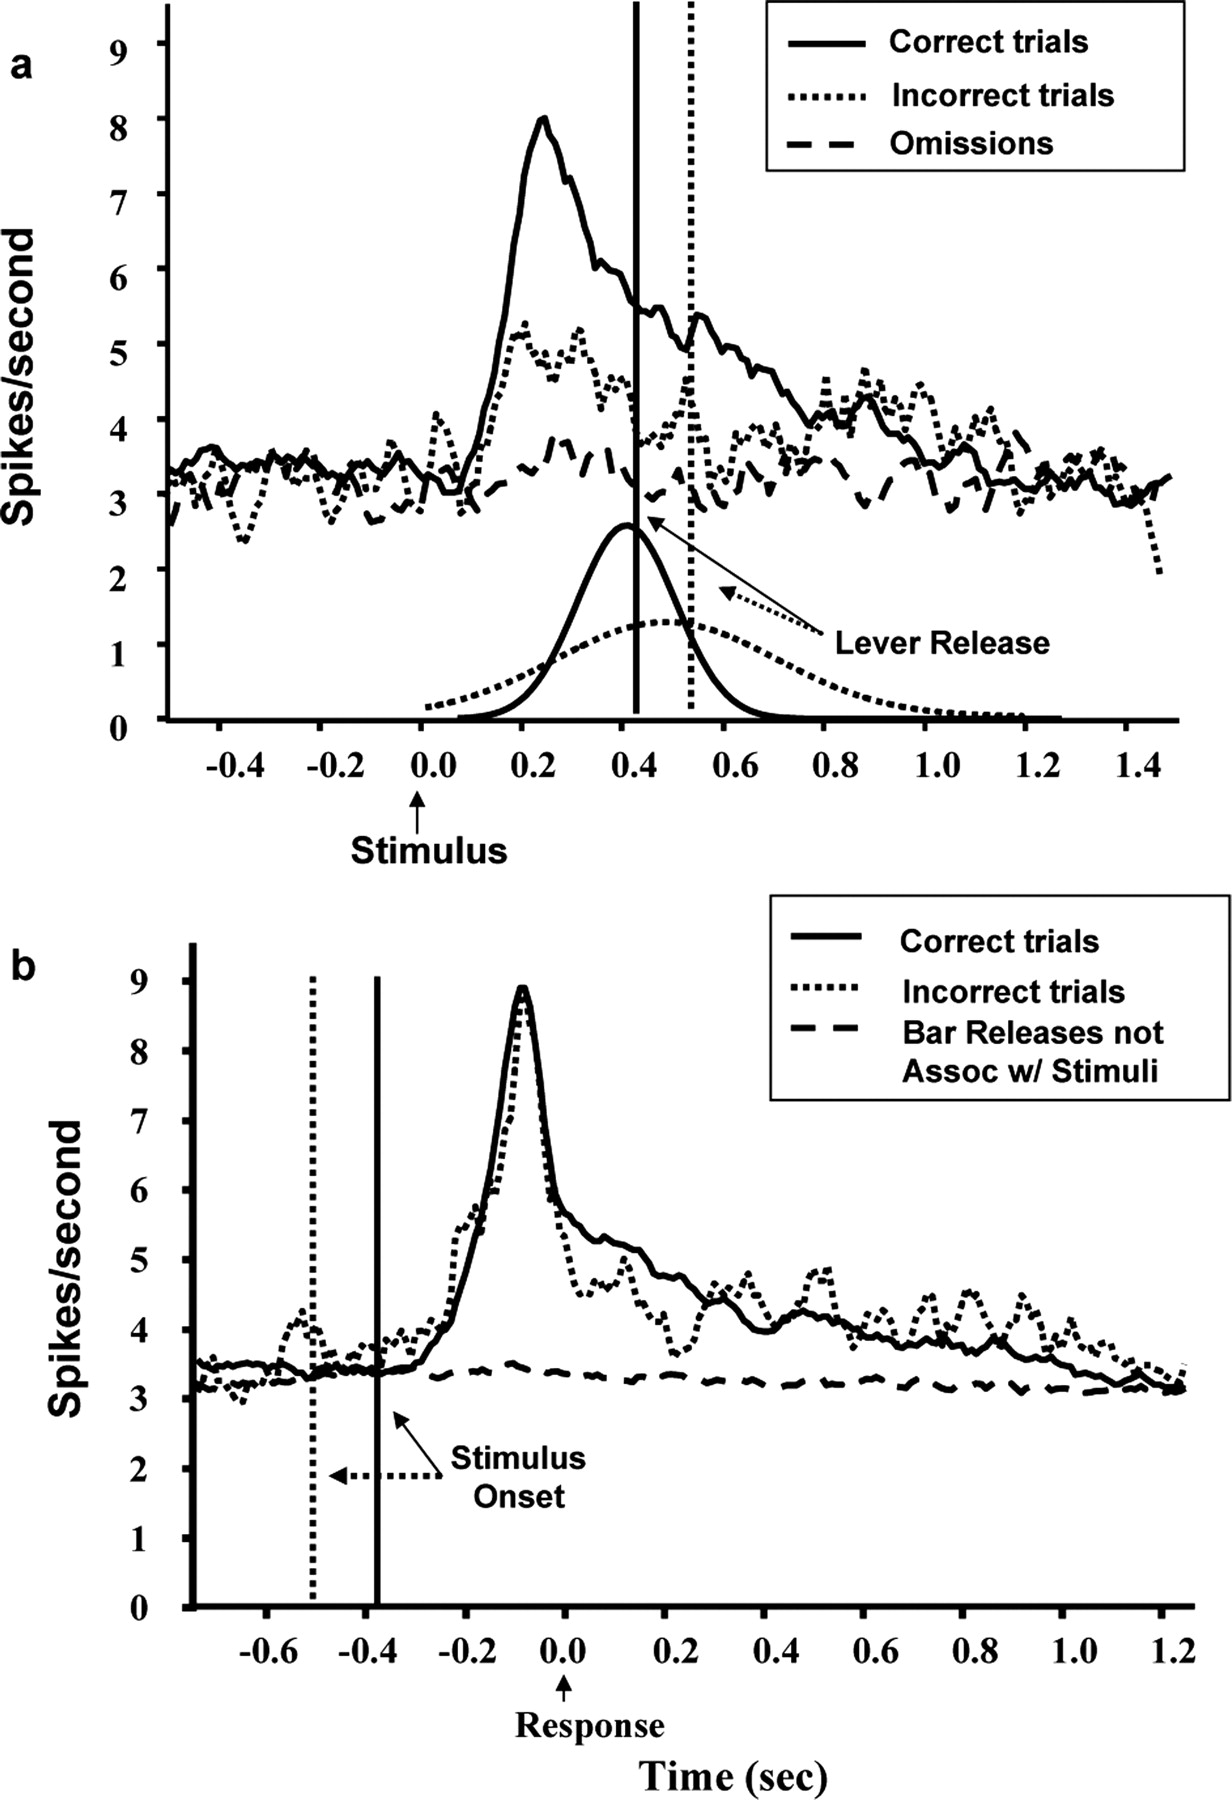 a
Spikes/second
9
8
7
6
5
4
3
2
1
0
Correct trials
Incorrect trials
Omissions
Lever Release
-0.4 -0.2 0.0 0.2 0.4 0.6 0.8 1.0 1.2 1.4
Stimulus
b
Spikes/second
9
8
7
6
5
4
3
2
1
0
Correct trials
Incorrect trials
Bar Releases not
Assoc w/ Stimuli
Stimulus
Onset
-0.6 -0.4 -0.2 0.0 0.2 0.4 0.6 0.8 1.0 1.2
Response
Time (sec)